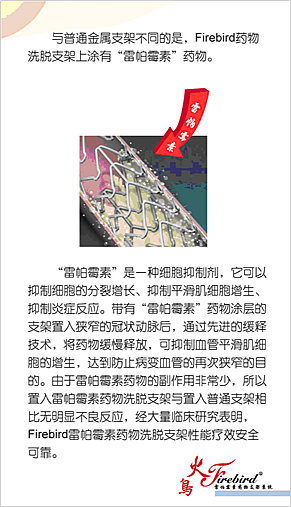 与普通金属支架不同的是，Firebird药物
洗脱支架上涂有“雷帕霉素”药物。
雷帕霉素
“雷帕霉素”是一种细胞抑制剂，它可以
抑制细胞的分裂增长、抑制平滑肌细胞增生、
抑制炎症反应。带有“雷帕霉素”药物涂层的
支架置入狭窄的冠状动脉后，通过先进的缓释
技术，将药物缓慢释放，可抑制血管平滑肌细
胞的增生，达到防止病变血管的再次狭窄的目
的。由于雷帕霉素药物的副作用非常少，所以
置入雷帕霉素药物洗脱支架与置入普通支架相
比无明显不良反应，经大量临床研究表明，
Firebird雷帕霉素药物洗脱支架性能疗效安全
可靠。
火鸟
Firebird®
雷帕霉素药物支架系统